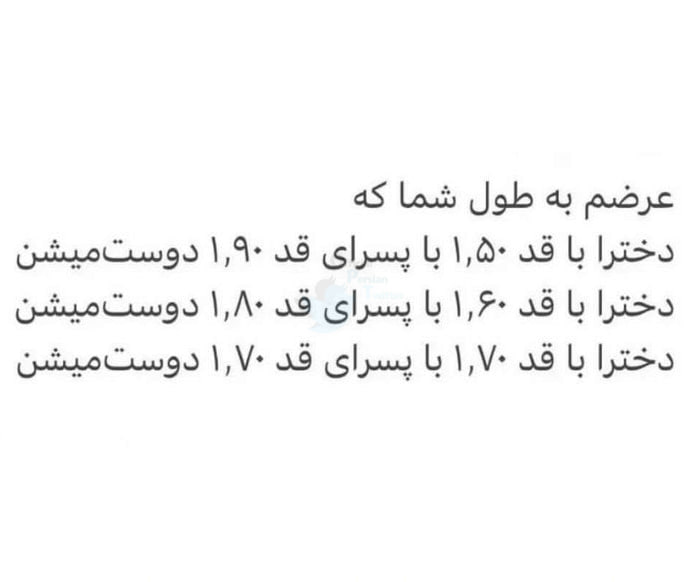 عرضم به طول شما که
دخترا با قد ۱,۵۰ با پسرای قد ۱,۹۰ دوست‌میشن
دخترا با قد ۱,۶۰ با پسرای قد ۱,۸۰ دوست‌میشن
دخترا با قد ۱,۷۰ با پسرای قد ۱,۷۰ دوست‌میشن
Persian